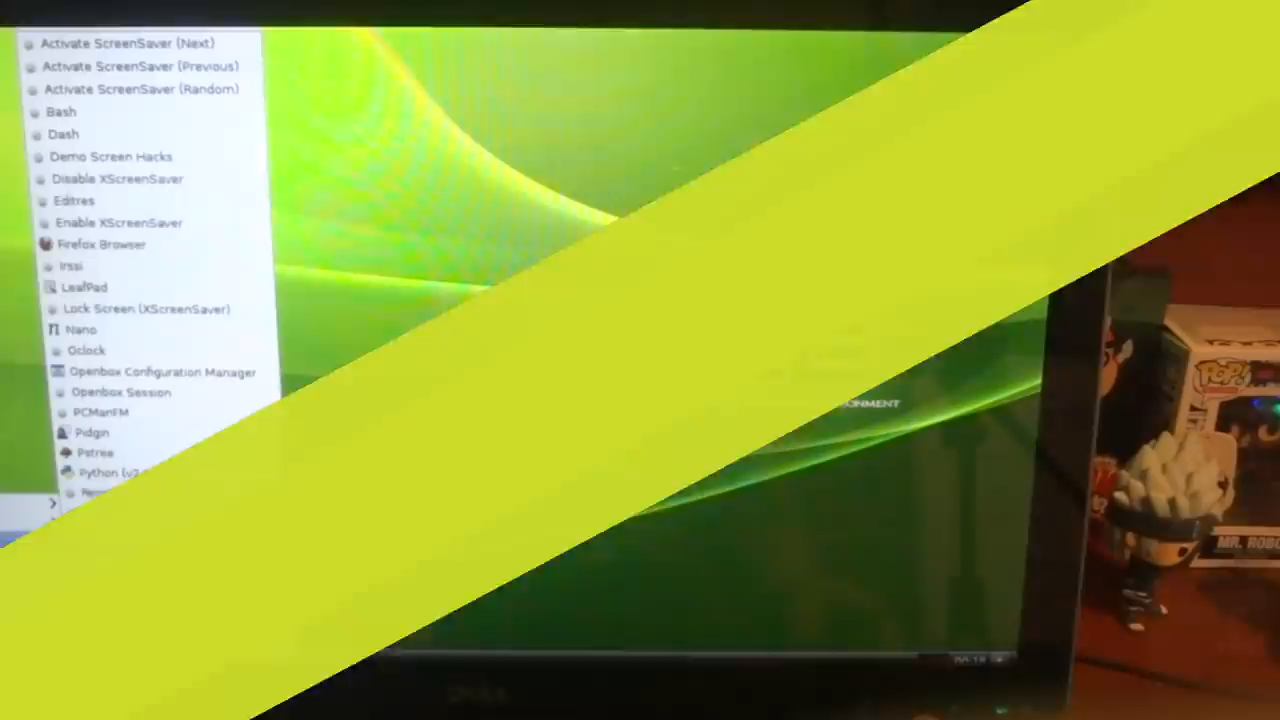 Activate ScreenSaver (Next)
Activate ScreenSaver (Previous)
Activate ScreenSaver (Random)
Bash
Dash
Demo Screen Hacks
Disable XScreenSaver
Editres
Enable XScreenSaver
Firefox Browser
Irssi
LeafPad
Lock Screen (XScreenSaver)
Nano
Oclock
Openbox Configuration Manager
Openbox Session
PCManFM
Pidgin
Pstree
Python
POP!
MR. ROBO
DELL